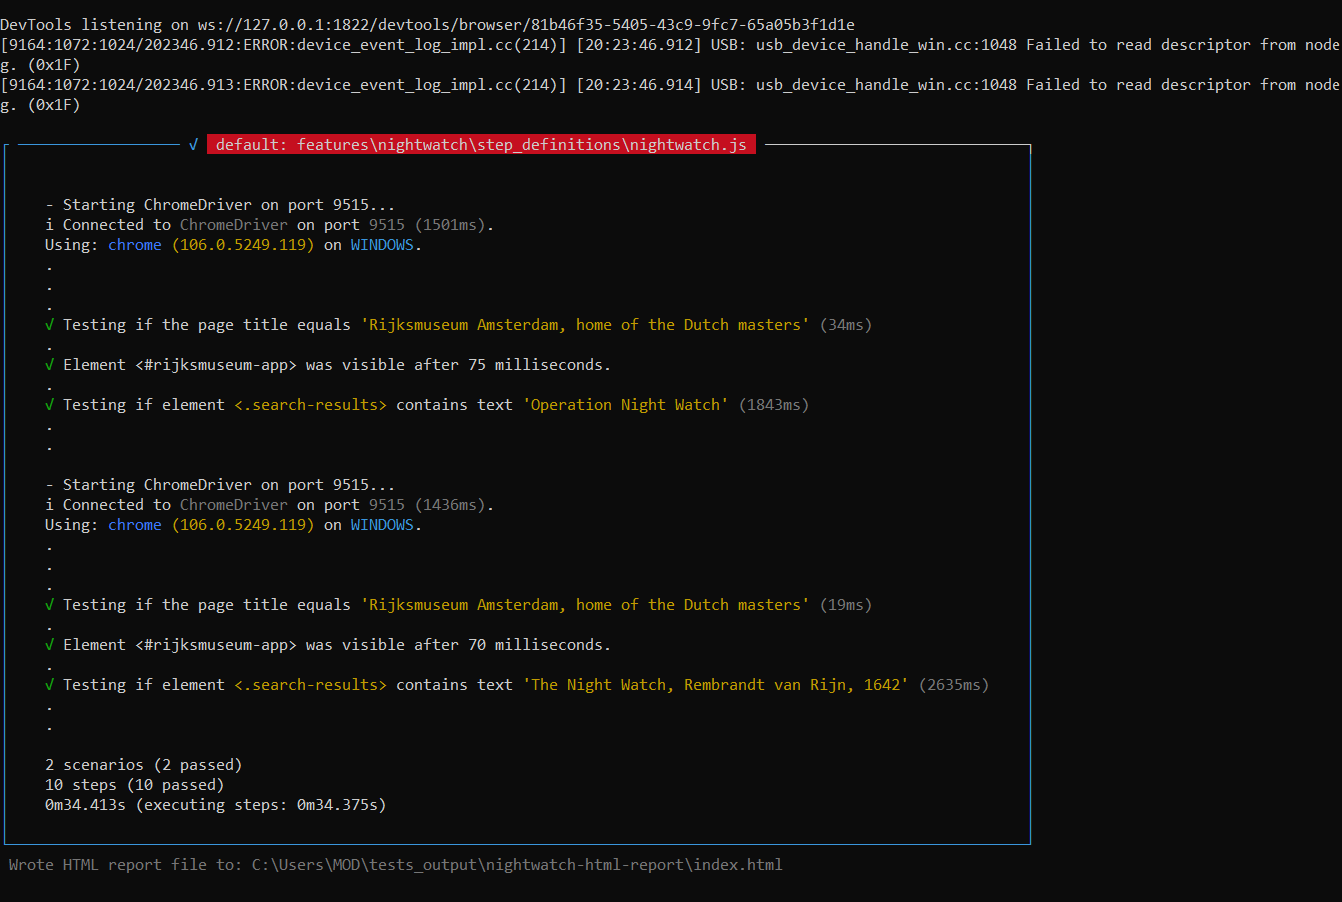 DevTools listening on ws://127.0.0.1:1822/devtools/browser/81b46f35-5405-43c9-9fc7-65a05b3f1d1e
[9164:1072:1024/202346.912:ERROR:device_event_log_impl.cc(214)] [20:23:46.912] USB: usb_device_handle_win.cc:1048 Failed to read descriptor from node
g. (0x1F)
[9164:1072:1024/202346.913:ERROR:device_event_log_impl.cc(214)] [20:23:46.914] USB: usb_device_handle_win.cc:1048 Failed to read descriptor from node
g. (0x1F)
√ default: features\nightwatch\step_definitions\nightwatch.js
- Starting ChromeDriver on port 9515...
i Connected to ChromeDriver on port 9515 (1501ms).
Using: chrome (106.0.5249.119) on WINDOWS.
.
.
.
√ Testing if the page title equals 'Rijksmuseum Amsterdam, home of the Dutch masters' (34ms)
.
√ Element <#rijksmuseum-app> was visible after 75 milliseconds.
.
√ Testing if element <.search-results> contains text 'Operation Night Watch' (1843ms)
.
.
- Starting ChromeDriver on port 9515...
i Connected to ChromeDriver on port 9515 (1436ms).
Using: chrome (106.0.5249.119) on WINDOWS.
.
.
.
√ Testing if the page title equals 'Rijksmuseum Amsterdam, home of the Dutch masters' (19ms)
.
√ Element <#rijksmuseum-app> was visible after 70 milliseconds.
.
√ Testing if element <.search-results> contains text 'The Night Watch, Rembrandt van Rijn, 1642' (2635ms)
.
.
2 scenarios (2 passed)
10 steps (10 passed)
0m34.413s (executing steps: 0m34.375s)
Wrote HTML report file to: C:\Users\MOD\tests_output\nightwatch-html-report\index.html